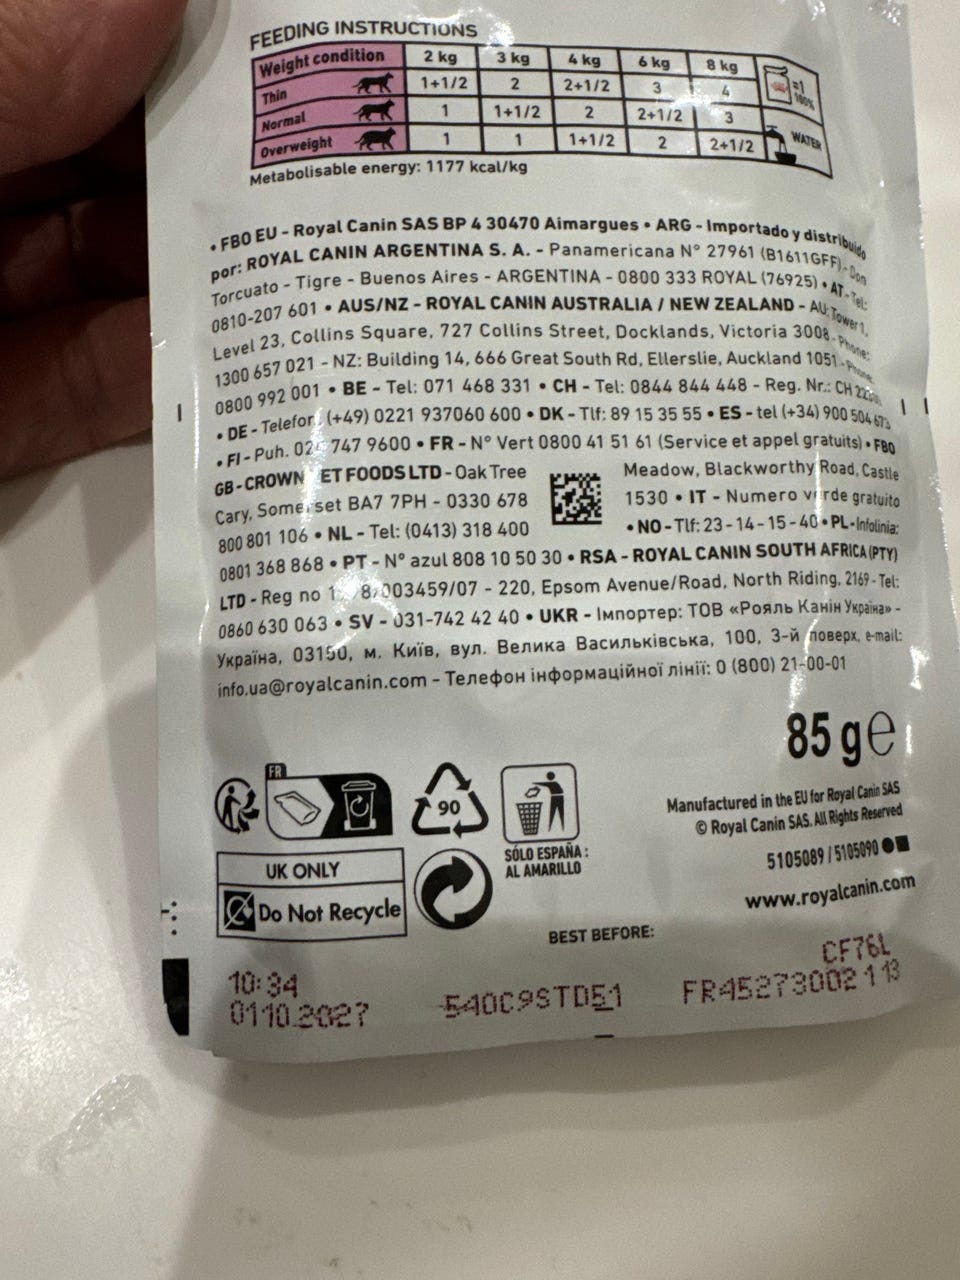 FEEDING INSTRUCTIONS
Weight condition 2 kg 3 kg 4 kg 6 kg 8 kg
Thin 1+1/2 2 2+1/2 3 4 =1 100%
Normal 1 1+1/2 2 2+1/2 3
Overweight 1 1 1+1/2 2 2+1/2 WATER
Metabolisable energy: 1177 kcal/kg
• FBO EU - Royal Canin SAS BP 4 30470 Aimargues • ARG - Importado y distribuido
por: ROYAL CANIN ARGENTINA S. A. - Panamericana N° 27961 (B1611GFF) - Don
Torcuato - Tigre - Buenos Aires - ARGENTINA - 0800 333 ROYAL (76925) • AT - Tel:
0810-207 601 • AUS/NZ - ROYAL CANIN AUSTRALIA / NEW ZEALAND - AU: Tower 1,
Level 23, Collins Square, 727 Collins Street, Docklands, Victoria 3008 - Phone:
1300 657 021 - NZ: Building 14, 666 Great South Rd, Ellerslie, Auckland 1051 - Phone:
0800 992 001 • BE - Tel: 071 468 331 • CH - Tel: 0844 844 448 - Reg. Nr.: CH
• DE - Telefon (+49) 0221 937060 600 • DK - Tlf: 89 15 35 55 • ES - tel (+34) 900 504 673
• FI - Puh. 747 9600 • FR - N° Vert 0800 41 51 61 (Service et appel gratuits) • FBO
GB - CROWN FOODS LTD - Oak Tree Meadow, Blackworthy Road, Castle
Cary, Somerset BA7 7PH - 0330 678 1530 • IT - Numero verde gratuito
800 801 106 • NL - Tel: (0413) 318 400 • NO - Tlf: 23-14-15-40 • PL - Infolinia:
0801 368 868 • PT - N° azul 808 10 50 30 • RSA - ROYAL CANIN SOUTH AFRICA (PTY)
LTD - Reg no 003459/07 - 220, Epsom Avenue/Road, North Riding, 2169 - Tel:
0860 630 063 • SV - 031-742 42 40 • UKR - Імпортер: ТОВ «Рояль Канін Україна» -
Україна, 03150, м. Київ, вул. Велика Васильківська, 100, 3-й поверх, e-mail:
info.ua@royalcanin.com - Телефон інформаційної лінії: 0 (800) 21-00-01
85 g e
FR
90
Manufactured in the EU for Royal Canin SAS
© Royal Canin SAS. All Rights Reserved
SÓLO ESPAÑA :
AL AMARILLO
5105089 / 5105090
UK ONLY
Do Not Recycle
www.royalcanin.com
BEST BEFORE:
CF76L
10:34
01.10.2027 540C9STD51 FR45273002 1 13